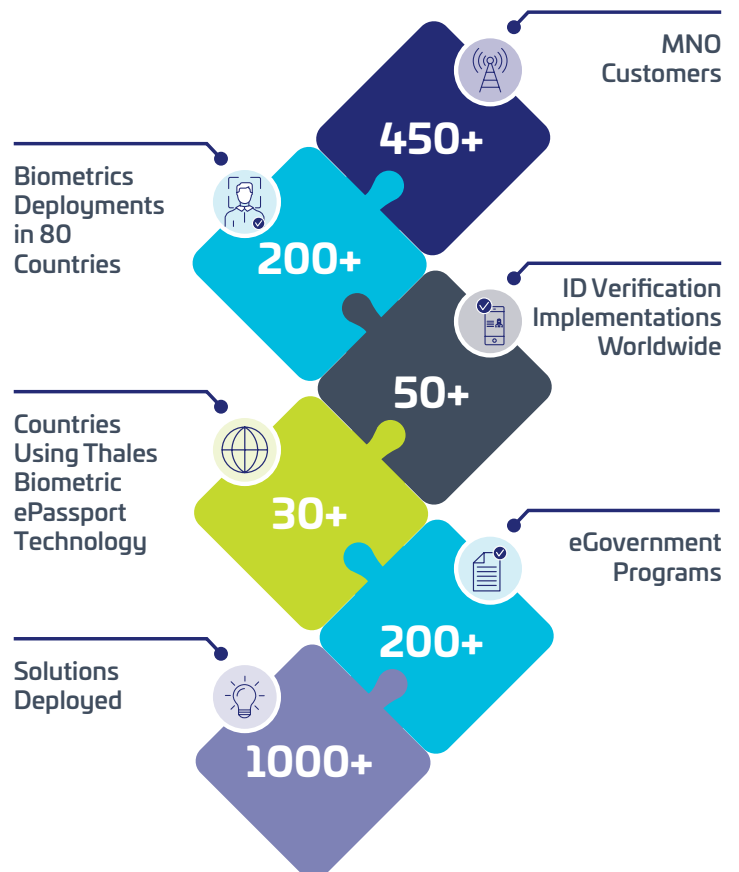 MNO
Customers
450+
Biometrics
Deployments
in 80
Countries
200+
ID Verification
Implementations
Worldwide
50+
Countries
Using Thales
Biometric
ePassport
Technology
30+
eGovernment
Programs
200+
Solutions
Deployed
1000+